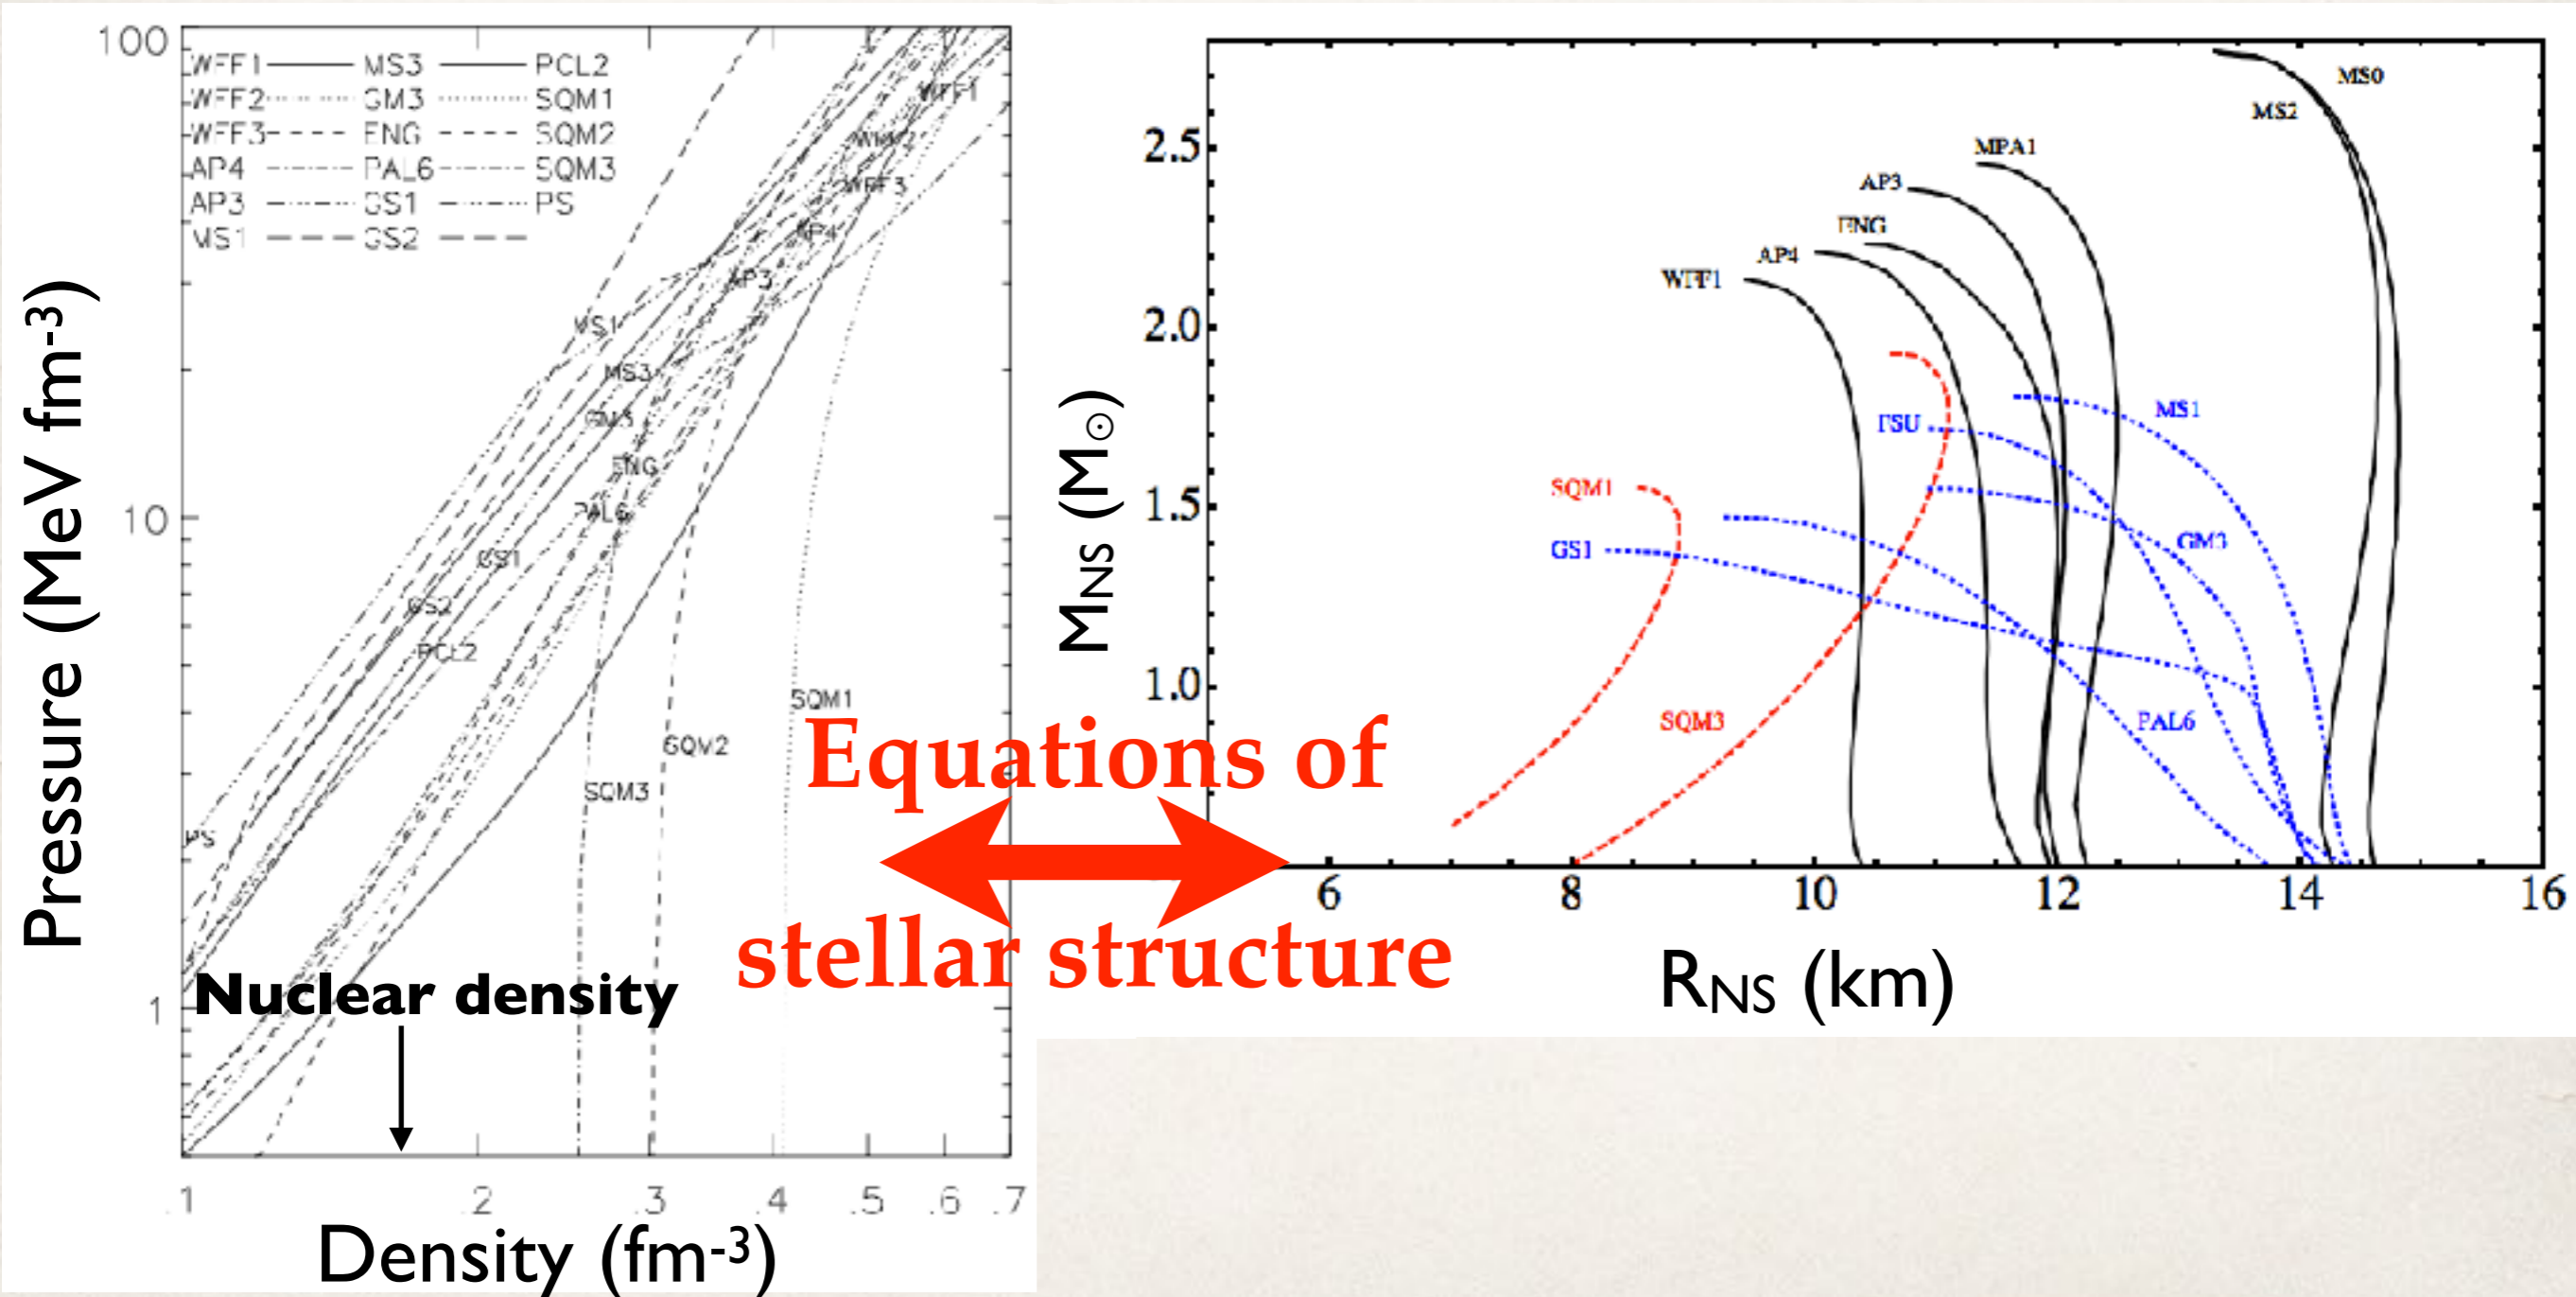 100
WFF1 MS3 PCL2
WFF2 GM3 SQM1
WFF3 ENG SQM2
AP4 PAL6 SQM3
AP3 GS1 PS
MS1 GS2
WFF1
WFF3
AP4
AP3
MS1
MS3
GM3
ENG
PAL6
GS1
GS2
PCL2
SQM1
SQM2
SQM3
PS
10
1
Pressure (MeV fm-3)
Nuclear density
.1 .2 .3 .4 .5 .6 .7
Density (fm-3)
Equations of
stellar structure
MNS (M☉)
2.5
2.0
1.5
1.0
MS0
MS2
MPA1
AP3
ENG
AP4
WFF1
MS1
FSU
SQM1
GM3
GS1
PAL6
SQM3
6 8 10 12 14 16
RNS (km)